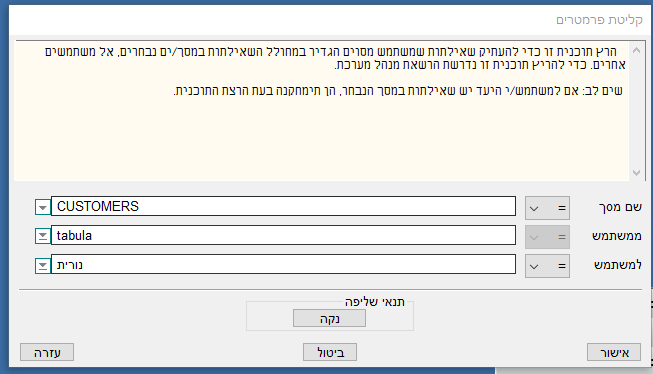 קליטת פרמטרים
הרץ תוכנית זו כדי להעתיק שאילתות שמשתמש מסוים הגדיר במחולל השאילתות במסך/ים נבחרים, אל משתמשים
אחרים. כדי להריץ תוכנית זו נדרשת הרשאת מנהל מערכת.
שים לב: אם למשתמש/י היעד יש שאילתות במסך הנבחר, הן תימחקנה בעת הרצת התוכנית.
שם מסך = CUSTOMERS
ממשתמש = tabula
למשתמש = נורית
תנאי שליפה
נקה
אישור ביטול עזרה